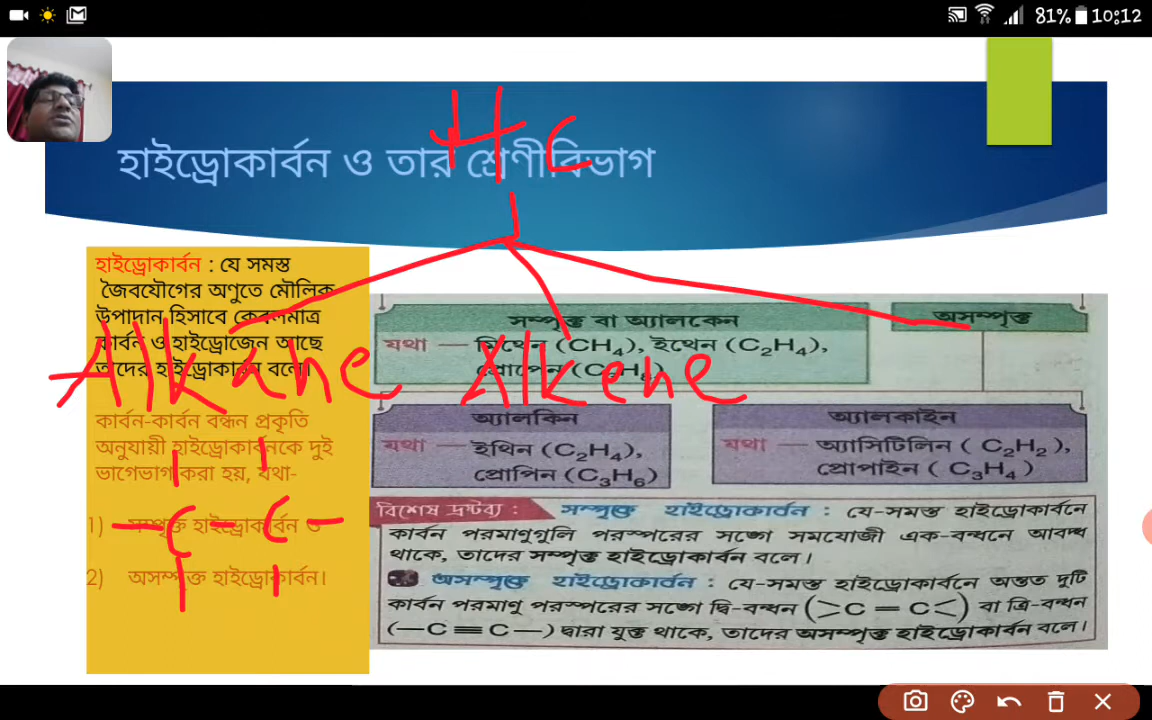 81% 10:12
হাইড্রোকার্বন ও তার শ্রেণীবিভাগ
HC
হাইড্রোকার্বন : যে সমস্ত
জৈবযৌগের অণুতে মৌলিক
উপাদান হিসাবে কেবলমাত্র
কার্বন ও হাইড্রোজেন আছে
তাদের হাইড্রোকার্বন বলে।
Alkane Alkene
কার্বন-কার্বন বন্ধন প্রকৃতি
অনুযায়ী হাইড্রোকার্বনকে দুই
ভাগেভাগ করা হয়, যথা-
1) সম্পৃক্ত হাইড্রোকার্বন ও
2) অসম্পৃক্ত হাইড্রোকার্বন।
–C–C–
সম্পৃক্ত বা অ্যালকেন
যথা — মিথেন (CH₄), ইথেন (C₂H₄),
প্রোপেন
অসম্পৃক্ত
অ্যালকিন
যথা — ইথিন (C₂H₄),
প্রোপিন (C₃H₆)
অ্যালকাইন
যথা — অ্যাসিটিলিন ( C₂H₂),
প্রোপাইন ( C₃H₄)
বিশেষ দ্রষ্টব্য : সম্পৃক্ত হাইড্রোকার্বন : যে-সমস্ত হাইড্রোকার্বনে
কার্বন পরমাণুগুলি পরস্পরের সঙ্গে সমযোজী এক-বন্ধনে আবদ্ধ
থাকে, তাদের সম্পৃক্ত হাইড্রোকার্বন বলে।
অসম্পৃক্ত হাইড্রোকার্বন : যে-সমস্ত হাইড্রোকার্বনে অন্তত দুটি
কার্বন পরমাণু পরস্পরের সঙ্গে দ্বি-বন্ধন (>C = C<) বা ত্রি-বন্ধন
(—C ≡ C —) দ্বারা যুক্ত থাকে, তাদের অসম্পৃক্ত হাইড্রোকার্বন বলে।